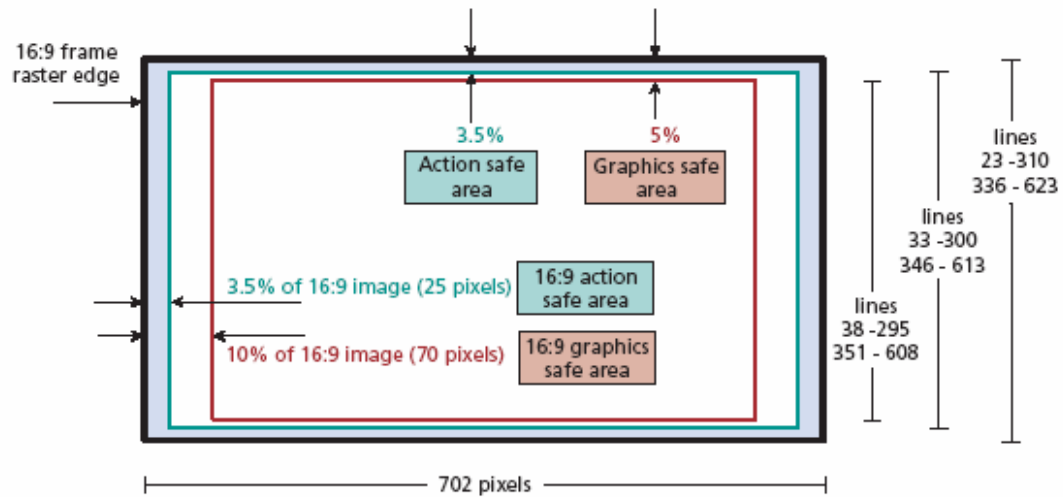 16:9 frame
raster edge
3.5%
5%
Action safe
area
Graphics safe
area
lines
23 -310
336 - 623
lines
33 -300
346 - 613
3.5% of 16:9 image (25 pixels)
16:9 action
safe area
lines
38 -295
351 - 608
10% of 16:9 image (70 pixels)
16:9 graphics
safe area
702 pixels